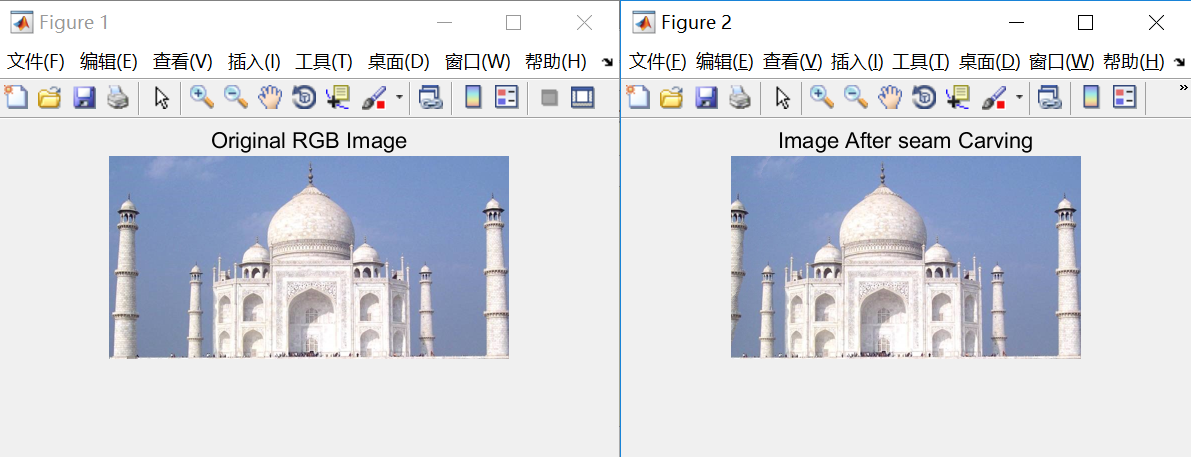 Figure 1
文件(F) 编辑(E) 查看(V) 插入(I) 工具(T) 桌面(D) 窗口(W) 帮助(H)
Original RGB Image
Figure 2
文件(F) 编辑(E) 查看(V) 插入(I) 工具(T) 桌面(D) 窗口(W) 帮助(H)
Image After seam Carving